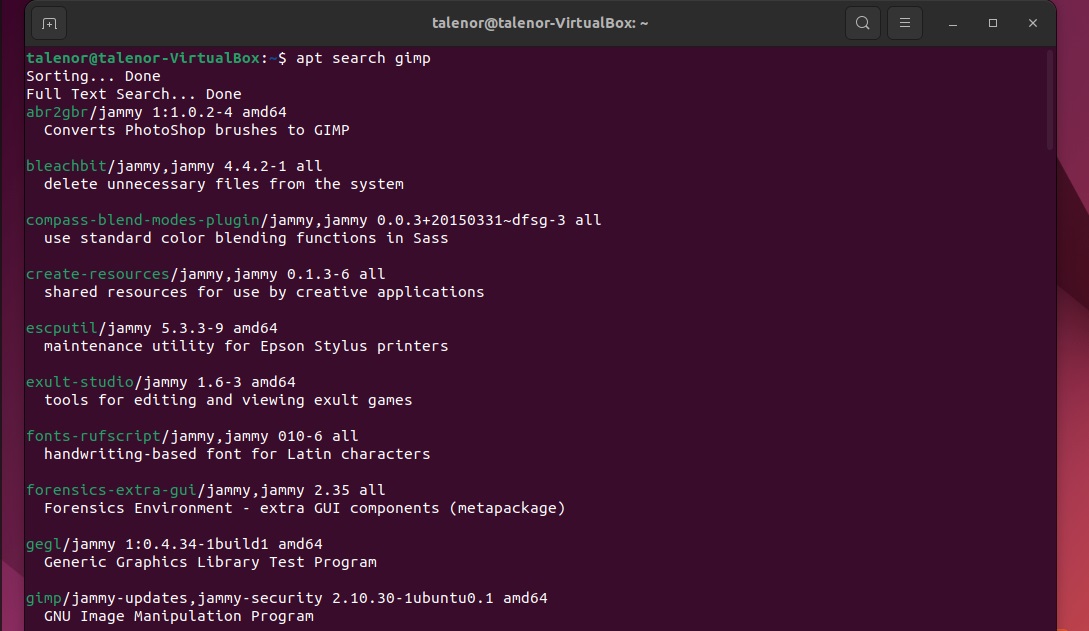 talenor@talenor-VirtualBox: ~
talenor@talenor-VirtualBox:~$ apt search gimp
Sorting... Done
Full Text Search... Done
abr2gbr/jammy 1:1.0.2-4 amd64
  Converts PhotoShop brushes to GIMP

bleachbit/jammy,jammy 4.4.2-1 all
  delete unnecessary files from the system

compass-blend-modes-plugin/jammy,jammy 0.0.3+20150331~dfsg-3 all
  use standard color blending functions in Sass

create-resources/jammy,jammy 0.1.3-6 all
  shared resources for use by creative applications

escputil/jammy 5.3.3-9 amd64
  maintenance utility for Epson Stylus printers

exult-studio/jammy 1.6-3 amd64
  tools for editing and viewing exult games

fonts-rufscript/jammy,jammy 010-6 all
  handwriting-based font for Latin characters

forensics-extra-gui/jammy,jammy 2.35 all
  Forensics Environment - extra GUI components (metapackage)

gegl/jammy 1:0.4.34-1build1 amd64
  Generic Graphics Library Test Program

gimp/jammy-updates,jammy-security 2.10.30-1ubuntu0.1 amd64
  GNU Image Manipulation Program